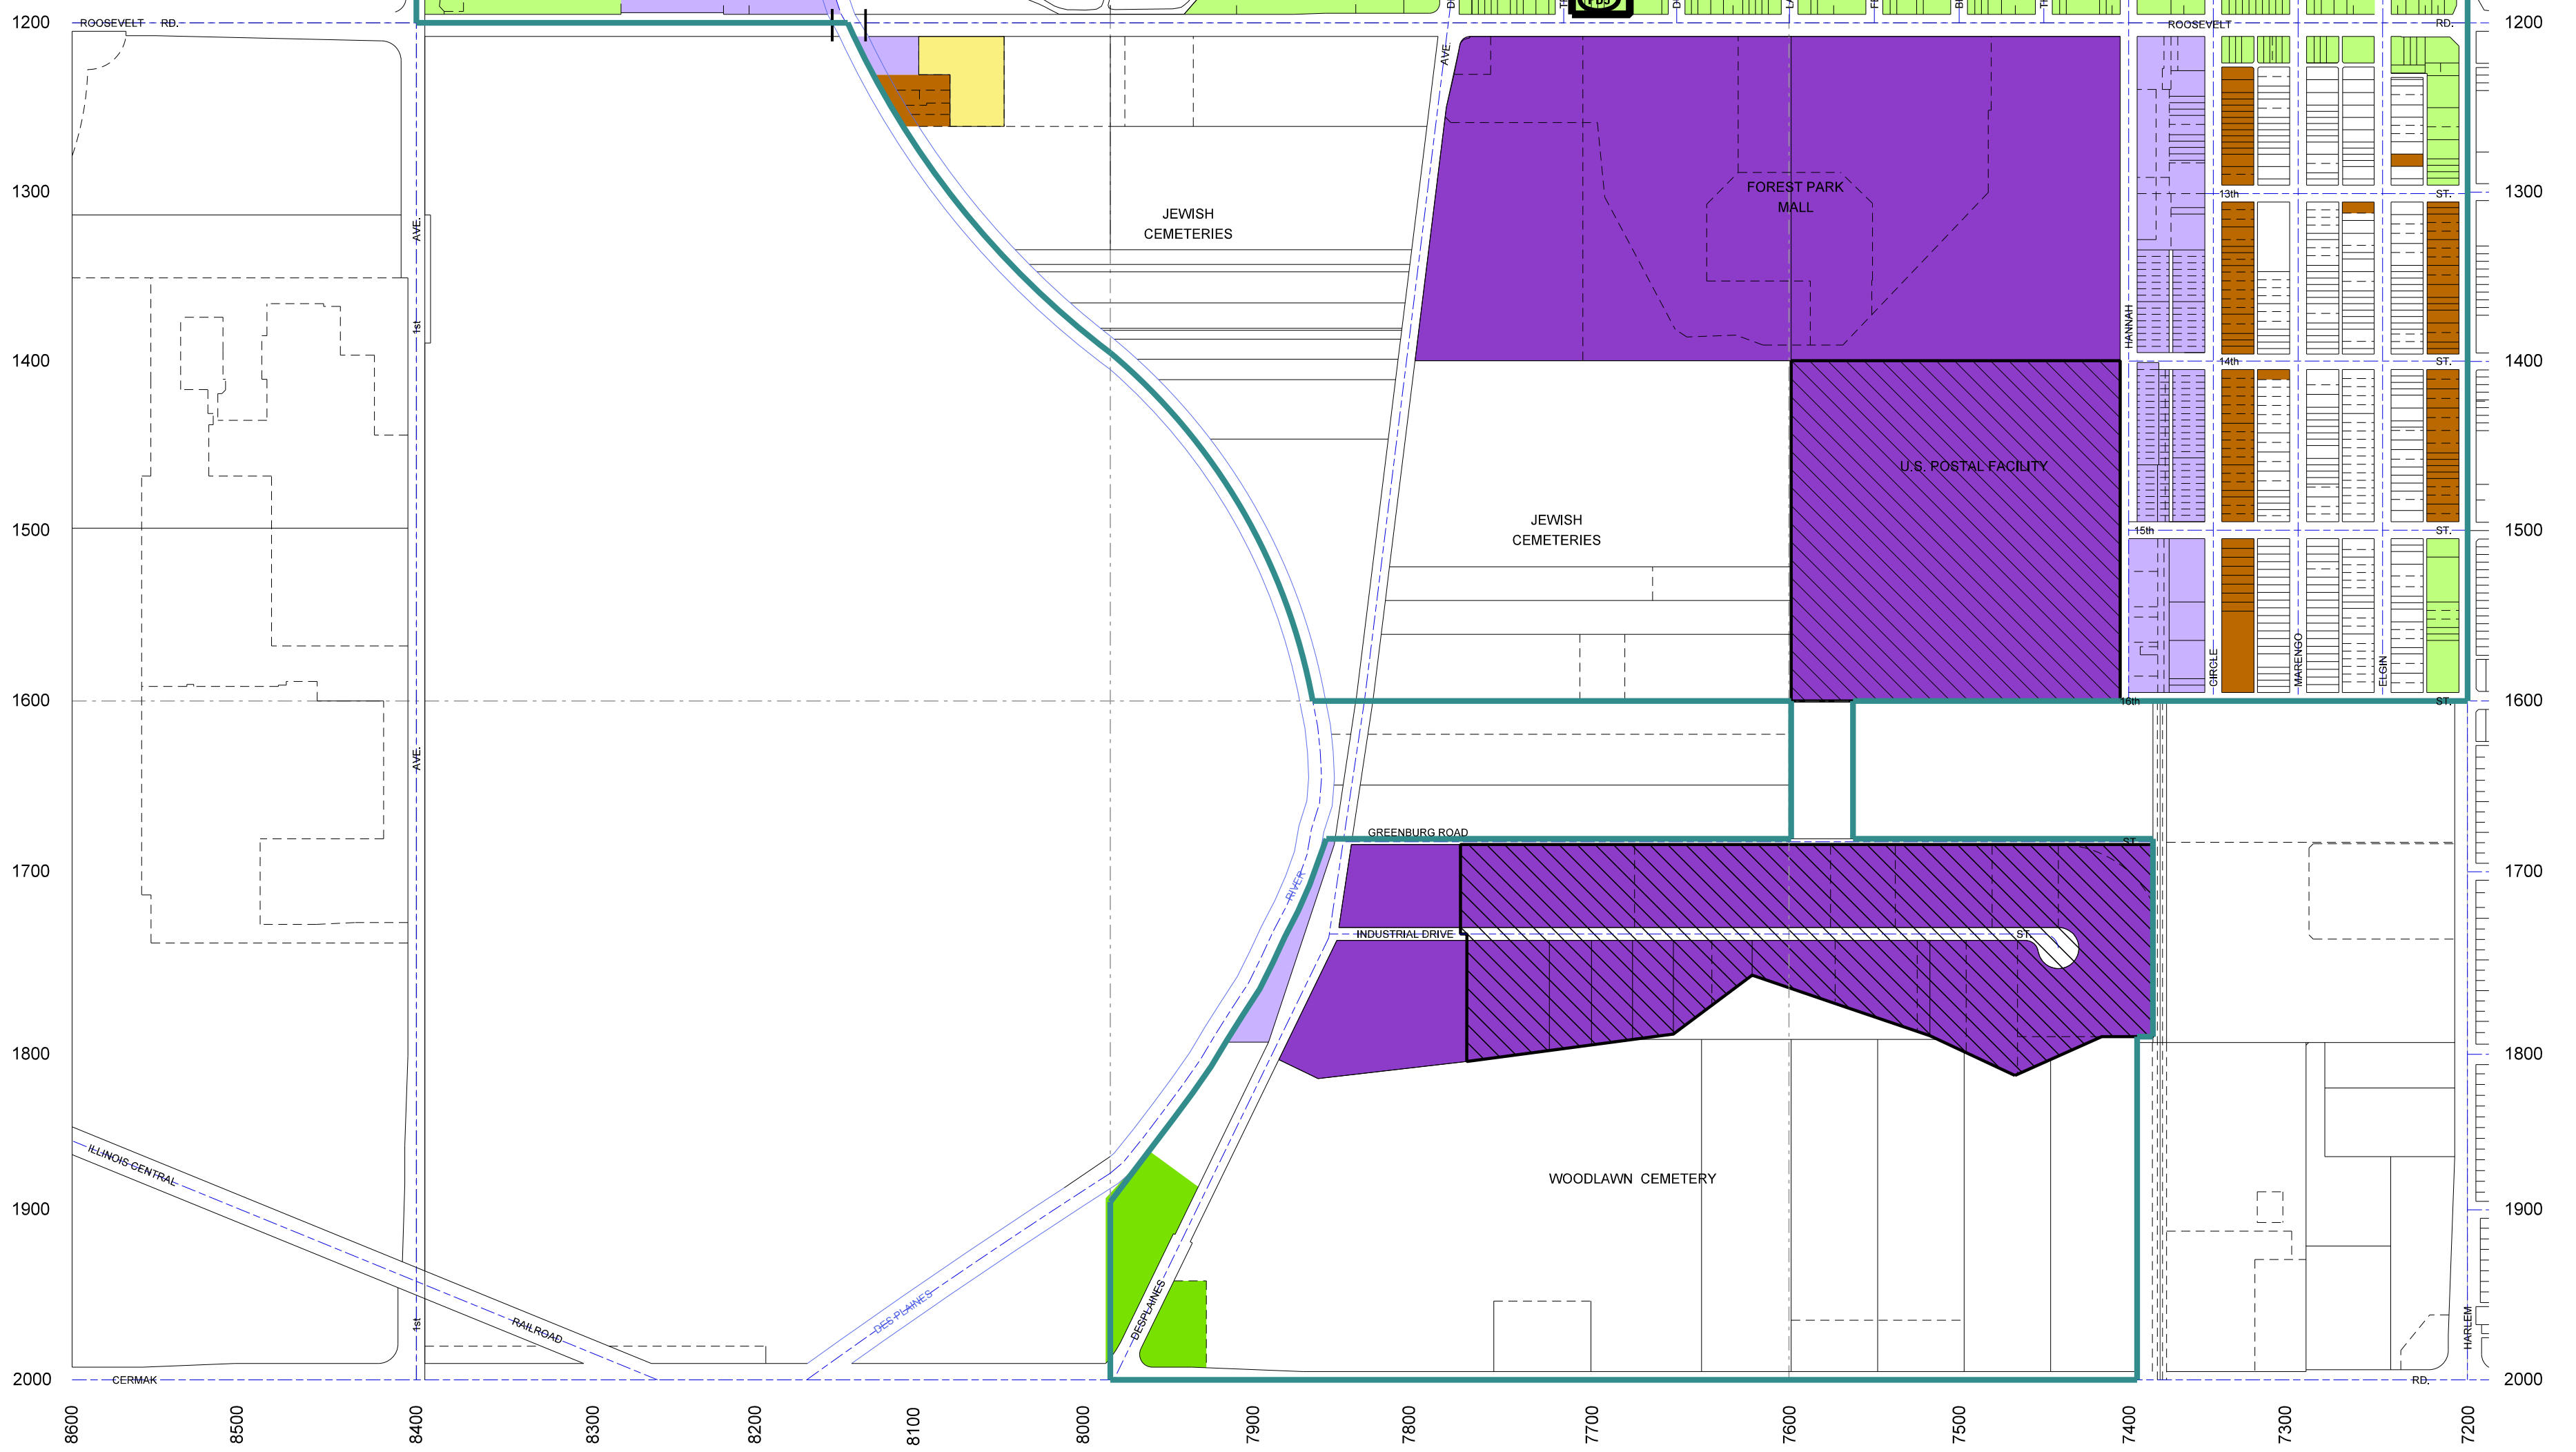 1200
ROOSEVELT RD.
ROOSEVELT
RD.
1200
AVE.
1300
1300
13th
ST.
FOREST PARK
MALL
JEWISH
CEMETERIES
AVE.
1st
HANNAH
1400
14th
ST.
1400
U.S. POSTAL FACILITY
JEWISH
CEMETERIES
1500
15th
ST.
1500
CIRCLE
MARENGO
ELGIN
1600
16th
ST.
1600
AVE.
GREENBURG ROAD
ST.
1700
1700
RIVER
INDUSTRIAL DRIVE
ST.
1800
1800
ILLINOIS CENTRAL
RAILROAD
WOODLAWN CEMETERY
1900
1900
DES PLAINES
DESPLAINES
1st
HARLEM
2000
CERMAK
RD.
2000
8600
8500
8400
8300
8200
8100
8000
7900
7800
7700
7600
7500
7400
7300
7200